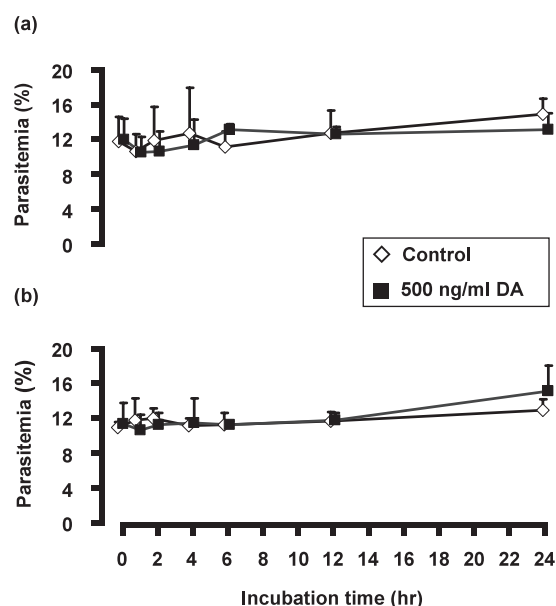 (a)
20
16
12
8
4
0
Parasitemia (%)
Control
500 ng/ml DA
(b)
20
16
12
8
4
0
Parasitemia (%)
0 2 4 6 8 10 12 14 16 18 20 22 24
Incubation time (hr)